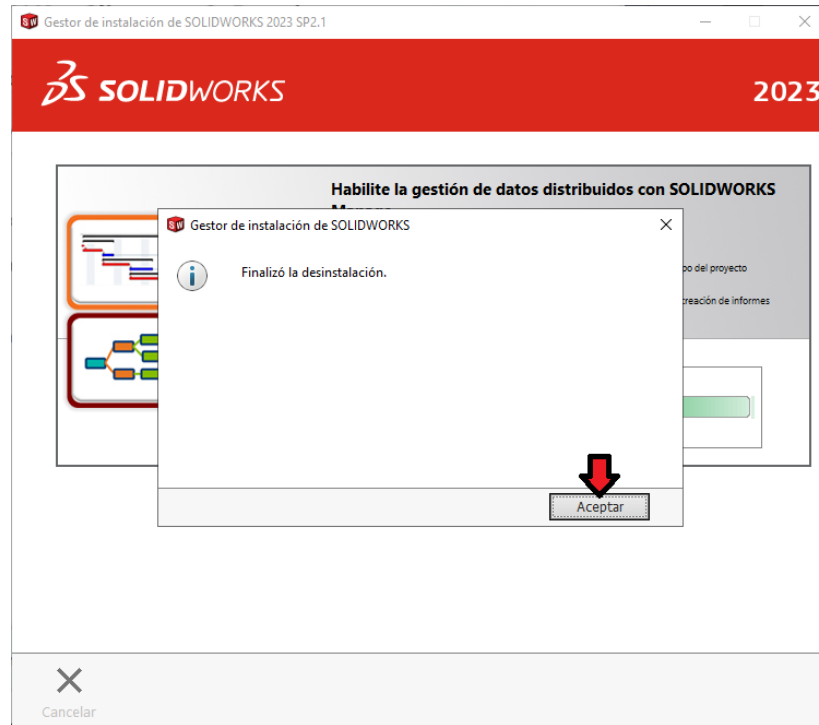 Gestor de instalación de SOLIDWORKS 2023 SP2.1
SOLIDWORKS
2023
Habilite la gestión de datos distribuidos con SOLIDWORKS
Gestor de instalación de SOLIDWORKS
Finalizó la desinstalación.
del proyecto
creación de informes
Aceptar
Cancelar